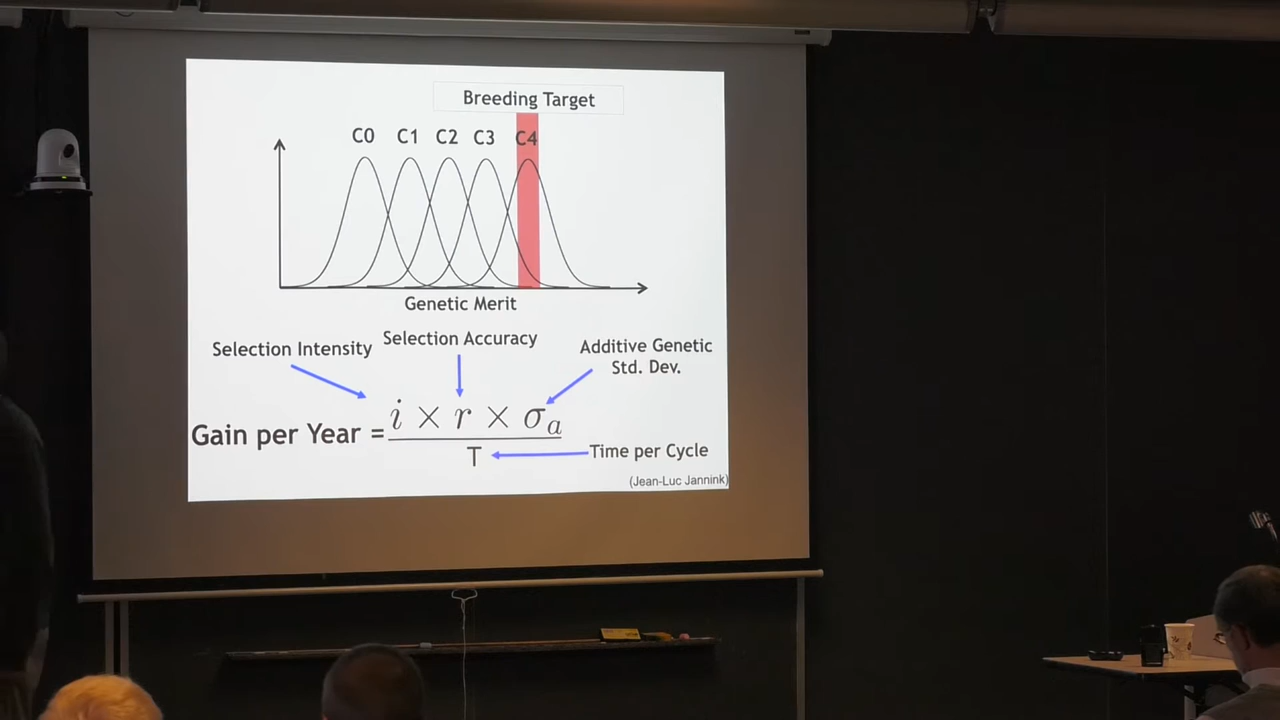 Breeding Target
C0 C1 C2 C3 C4
Genetic Merit
Selection Intensity
Selection Accuracy
Additive Genetic
Std. Dev.
Gain per Year = i × r × σa
T
Time per Cycle
(Jean-Luc Jannink)